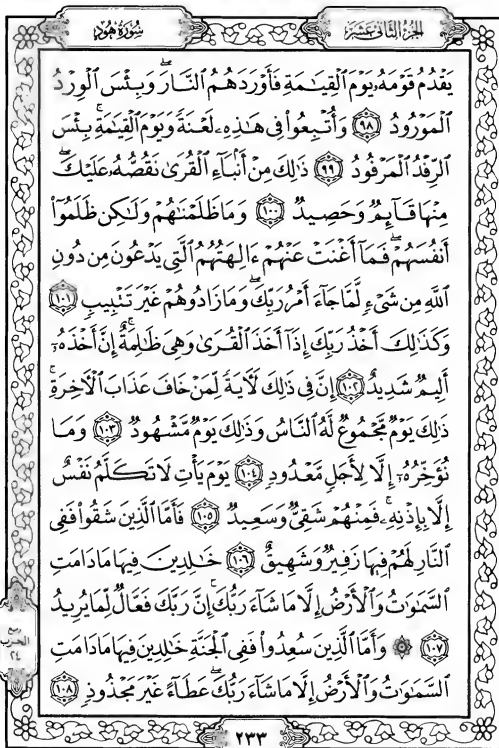 سُورَةُ هُودٍ
الجزء الثاني عشر
يَقْدُمُ قَوْمَهُۥ يَوْمَ ٱلْقِيَـٰمَةِ فَأَوْرَدَهُمُ ٱلنَّارَ ۖ وَبِئْسَ ٱلْوِرْدُ
ٱلْمَوْرُودُ ٩٨ وَأُتْبِعُوا۟ فِى هَـٰذِهِۦ لَعْنَةً وَيَوْمَ ٱلْقِيَـٰمَةِ ۚ بِئْسَ
ٱلرِّفْدُ ٱلْمَرْفُودُ ٩٩ ذَٰلِكَ مِنْ أَنۢبَآءِ ٱلْقُرَىٰ نَقُصُّهُۥ عَلَيْكَ ۖ
مِنْهَا قَآئِمٌ وَحَصِيدٌ ١٠٠ وَمَا ظَلَمْنَـٰهُمْ وَلَـٰكِن ظَلَمُوٓا۟
أَنفُسَهُمْ ۖ فَمَآ أَغْنَتْ عَنْهُمْ ءَالِهَتُهُمُ ٱلَّتِى يَدْعُونَ مِن دُونِ
ٱللَّهِ مِن شَىْءٍ لَّمَّا جَآءَ أَمْرُ رَبِّكَ ۖ وَمَا زَادُوهُمْ غَيْرَ تَتْبِيبٍ ١٠١
وَكَذَٰلِكَ أَخْذُ رَبِّكَ إِذَآ أَخَذَ ٱلْقُرَىٰ وَهِىَ ظَـٰلِمَةٌ ۚ إِنَّ أَخْذَهُۥٓ
أَلِيمٌ شَدِيدٌ ١٠٢ إِنَّ فِى ذَٰلِكَ لَـَٔايَةً لِّمَنْ خَافَ عَذَابَ ٱلْـَٔاخِرَةِ ۚ
ذَٰلِكَ يَوْمٌ مَّجْمُوعٌ لَّهُ ٱلنَّاسُ وَذَٰلِكَ يَوْمٌ مَّشْهُودٌ ١٠٣ وَمَا
نُؤَخِّرُهُۥٓ إِلَّا لِأَجَلٍ مَّعْدُودٍ ١٠٤ يَوْمَ يَأْتِ لَا تَكَلَّمُ نَفْسٌ
إِلَّا بِإِذْنِهِۦ ۚ فَمِنْهُمْ شَقِىٌّ وَسَعِيدٌ ١٠٥ فَأَمَّا ٱلَّذِينَ شَقُوا۟ فَفِى
ٱلنَّارِ لَهُمْ فِيهَا زَفِيرٌ وَشَهِيقٌ ١٠٦ خَـٰلِدِينَ فِيهَا مَا دَامَتِ
ٱلسَّمَـٰوَٰتُ وَٱلْأَرْضُ إِلَّا مَا شَآءَ رَبُّكَ ۚ إِنَّ رَبَّكَ فَعَّالٌ لِّمَا يُرِيدُ
١٠٧ ۞ وَأَمَّا ٱلَّذِينَ سُعِدُوا۟ فَفِى ٱلْجَنَّةِ خَـٰلِدِينَ فِيهَا مَا دَامَتِ
ٱلسَّمَـٰوَٰتُ وَٱلْأَرْضُ إِلَّا مَا شَآءَ رَبُّكَ ۖ عَطَآءً غَيْرَ مَجْذُوذٍ ١٠٨
٢٣٣